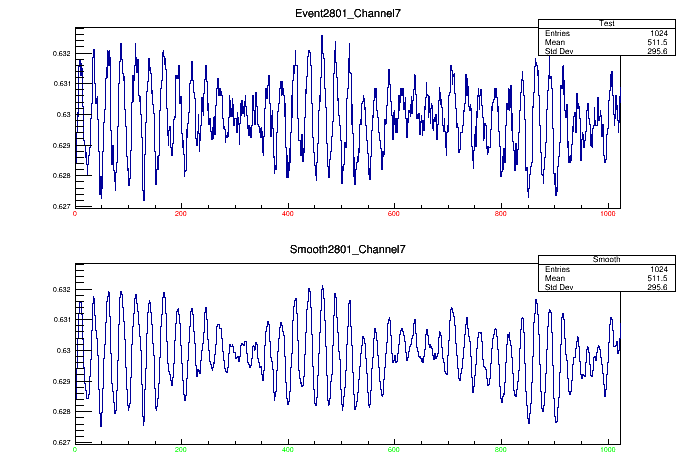 Event2801_Channel7
Test
Entries 1024
Mean 511.5
Std Dev 295.6
0.632
0.631
0.63
0.629
0.628
0.627
0 200 400 600 800 1000
Smooth2801_Channel7
Smooth
Entries 1024
Mean 511.5
Std Dev 295.6
0.632
0.631
0.63
0.629
0.628
0.627
0 200 400 600 800 1000